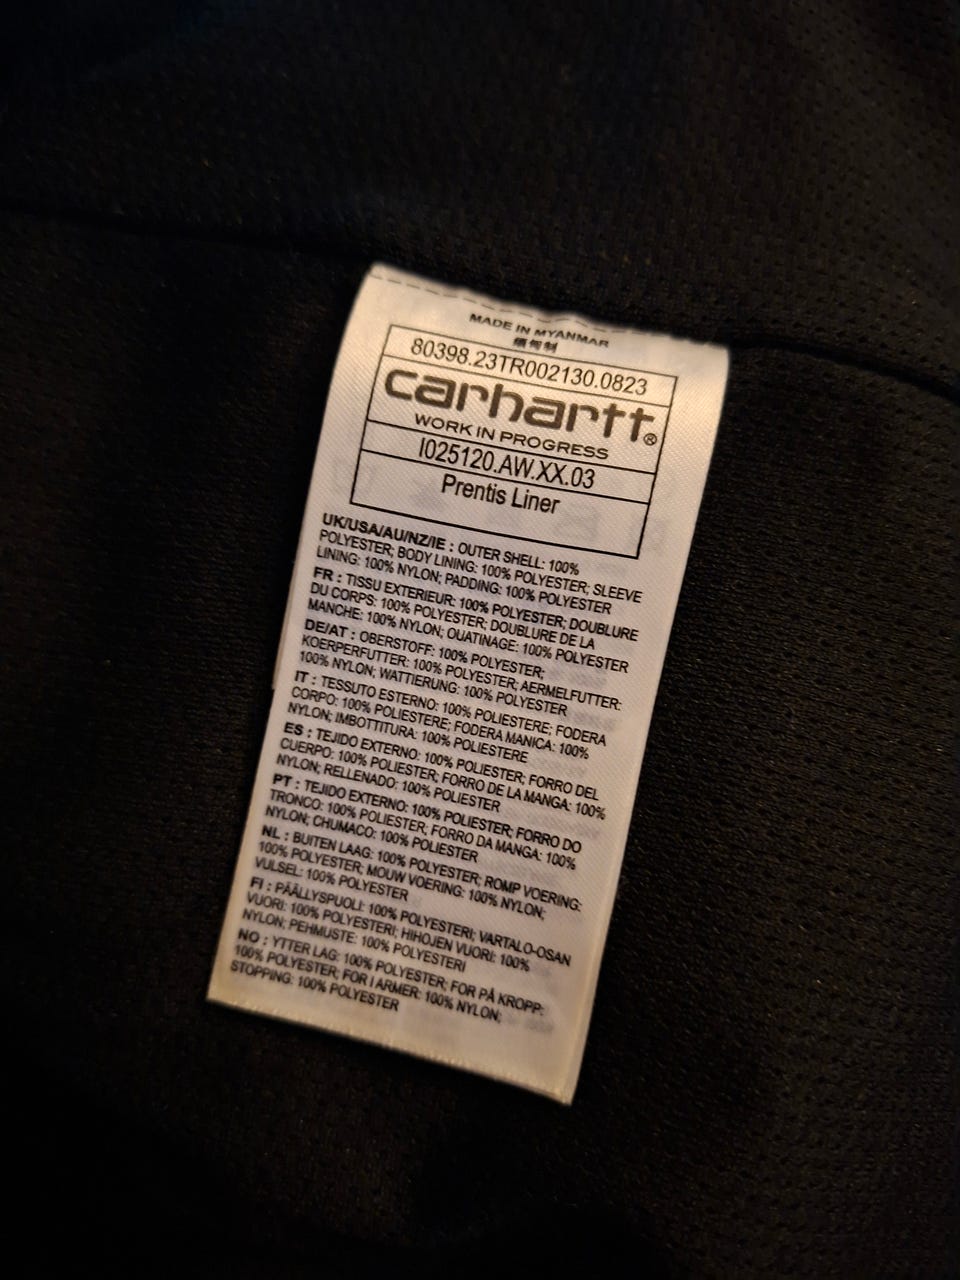 MADE IN MYANMAR
缅甸制
80398.23TR002130.0823
carhartt®
WORK IN PROGRESS
I025120.AW.XX.03
Prentis Liner
UK/USA/AU/NZ/IE : OUTER SHELL: 100%
POLYESTER; BODY LINING: 100% POLYESTER; SLEEVE
LINING: 100% NYLON; PADDING: 100% POLYESTER
FR : TISSU EXTERIEUR: 100% POLYESTER; DOUBLURE
DU CORPS: 100% POLYESTER; DOUBLURE DE LA
MANCHE: 100% NYLON; OUATINAGE: 100% POLYESTER
DE/AT : OBERSTOFF: 100% POLYESTER;
KOERPERFUTTER: 100% POLYESTER; AERMELFUTTER:
100% NYLON; WATTIERUNG: 100% POLYESTER
IT : TESSUTO ESTERNO: 100% POLIESTERE; FODERA
CORPO: 100% POLIESTERE; FODERA MANICA: 100%
NYLON; IMBOTTITURA: 100% POLIESTERE
ES : TEJIDO EXTERNO: 100% POLIESTER; FORRO DEL
CUERPO: 100% POLIESTER; FORRO DE LA MANGA: 100%
NYLON; RELLENADO: 100% POLIESTER
PT : TEJIDO EXTERNO: 100% POLIESTER; FORRO DO
TRONCO: 100% POLIESTER; FORRO DA MANGA: 100%
NYLON; CHUMACO: 100% POLIESTER
NL : BUITEN LAAG: 100% POLYESTER; ROMP VOERING:
100% POLYESTER; MOUW VOERING: 100% NYLON;
VULSEL: 100% POLYESTER
FI : PÄÄLLYSPUOLI: 100% POLYESTERI; VARTALO-OSAN
VUORI: 100% POLYESTERI; HIHOJEN VUORI: 100%
NYLON; PEHMUSTE: 100% POLYESTERI
NO : YTTER LAG: 100% POLYESTER; FOR PÅ KROPP:
100% POLYESTER; FOR I ARMER: 100% NYLON;
STOPPING: 100% POLYESTER